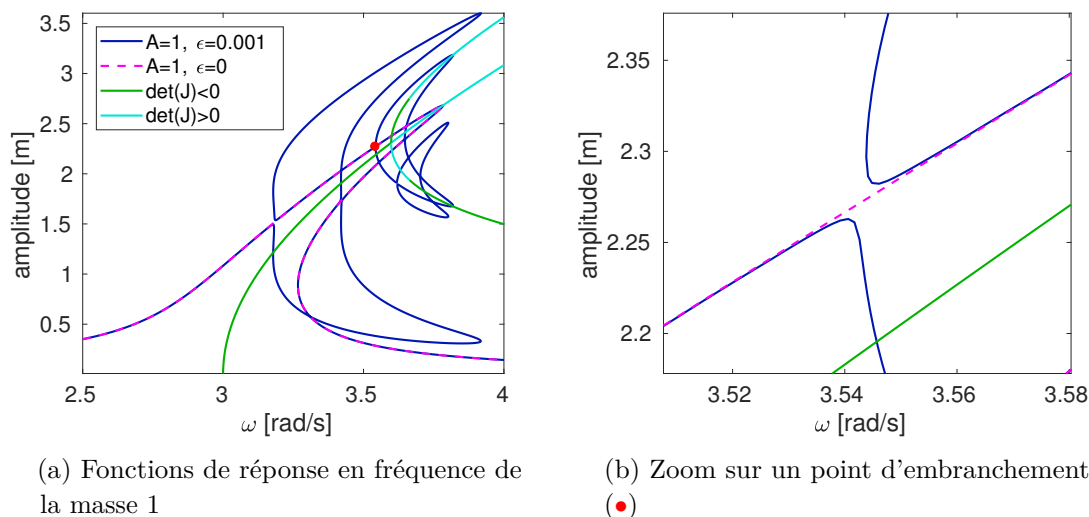 3.5
3
2.5
2
1.5
1
0.5
2.5
3
3.5
4
amplitude [m]
ω [rad/s]
A=1, ϵ=0.001
A=1, ϵ=0
det(J)<0
det(J)>0
2.35
2.3
2.25
2.2
3.52
3.54
3.56
3.58
amplitude [m]
ω [rad/s]
(a) Fonctions de réponse en fréquence de
la masse 1
(b) Zoom sur un point d'embranchement
(•)